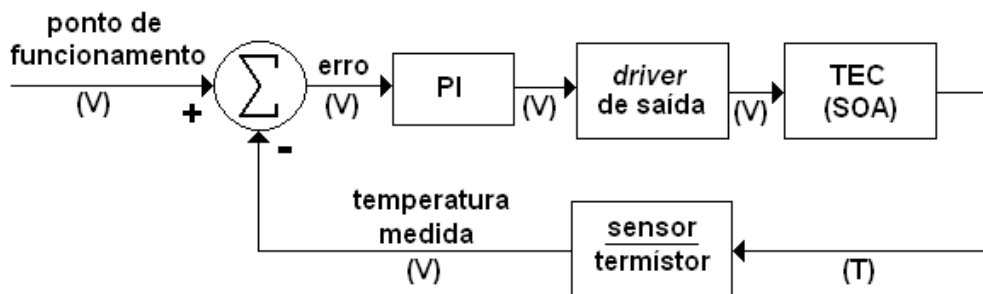 ponto de
funcionamento
(V)
+
Σ
-
erro
(V)
PI
(V)
driver
de saída
(V)
TEC
(SOA)
temperatura
medida
(V)
sensor
termístor
(T)